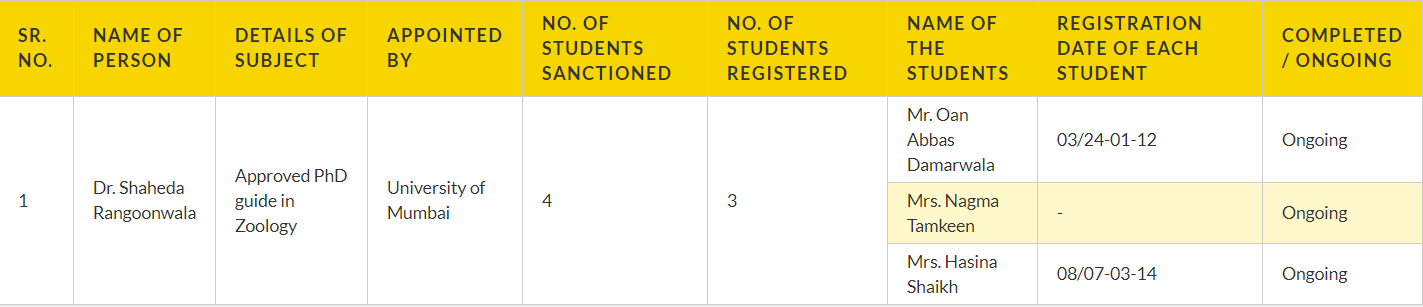 SR. NO.
NAME OF PERSON
DETAILS OF SUBJECT
APPOINTED BY
NO. OF STUDENTS SANCTIONED
NO. OF STUDENTS REGISTERED
NAME OF THE STUDENTS
REGISTRATION DATE OF EACH STUDENT
COMPLETED / ONGOING
1
Dr. Shaheda Rangoonwala
Approved PhD guide in Zoology
University of Mumbai
4
3
Mr. Oan Abbas Damarwala
03/24-01-12
Ongoing
Mrs. Nagma Tamkeen
-
Ongoing
Mrs. Hasina Shaikh
08/07-03-14
Ongoing